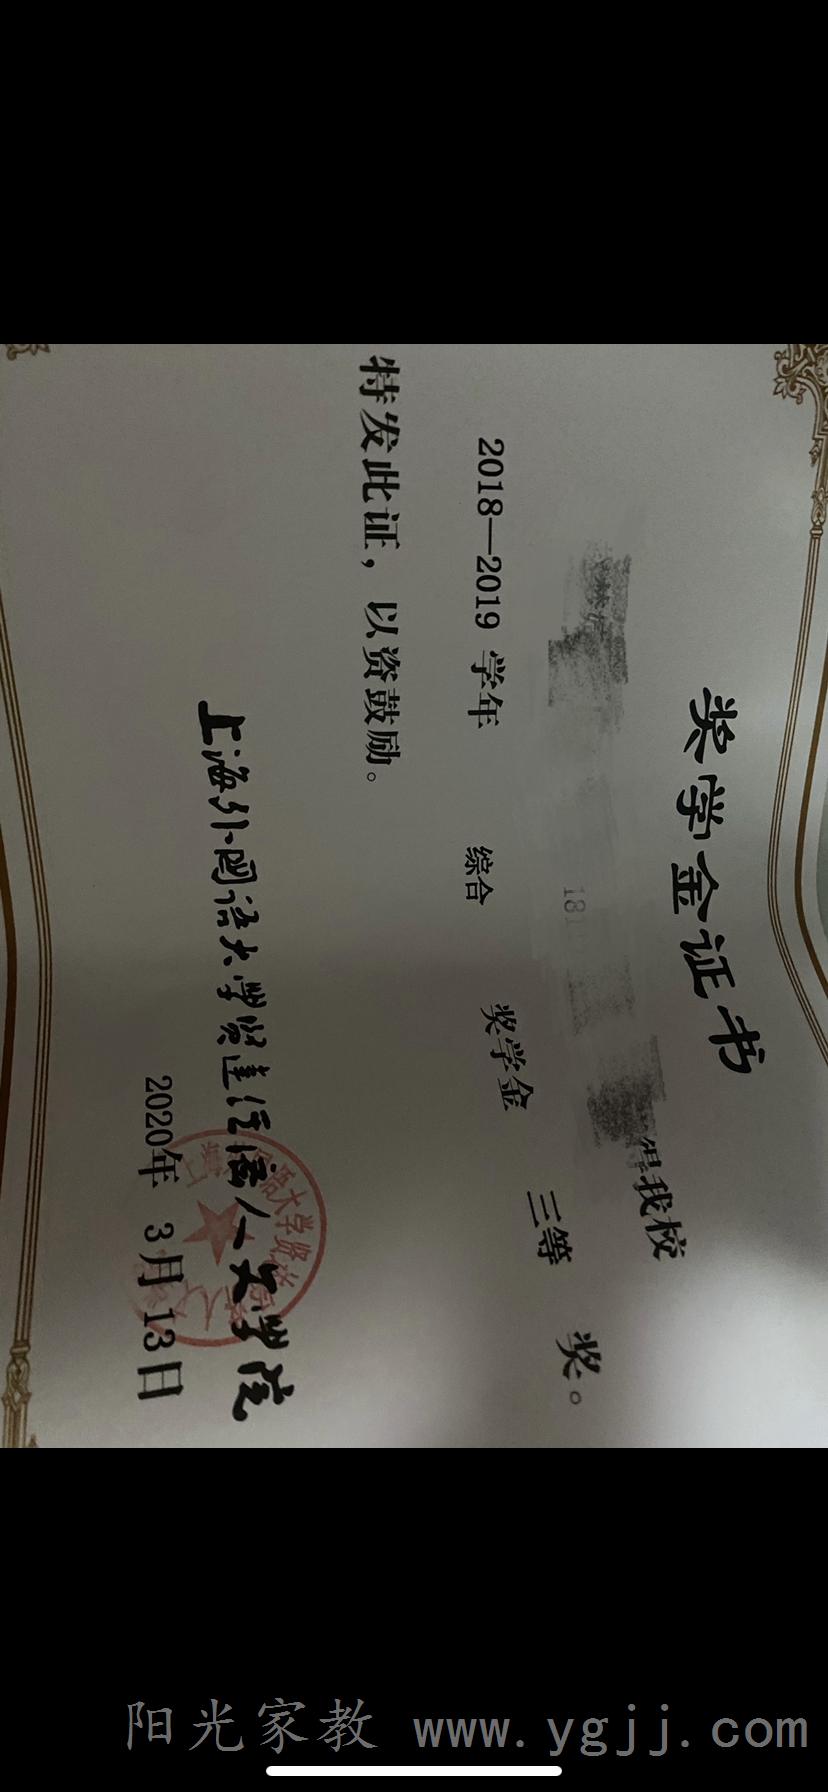 奖学金证书
181
得我校
2018—2019 学年 综合 奖学金 三等 奖。
特发此证，以资鼓励。
上海外国语大学贤达经济人文学院
2020年 3月13日
阳光家教 www.ygjj.com